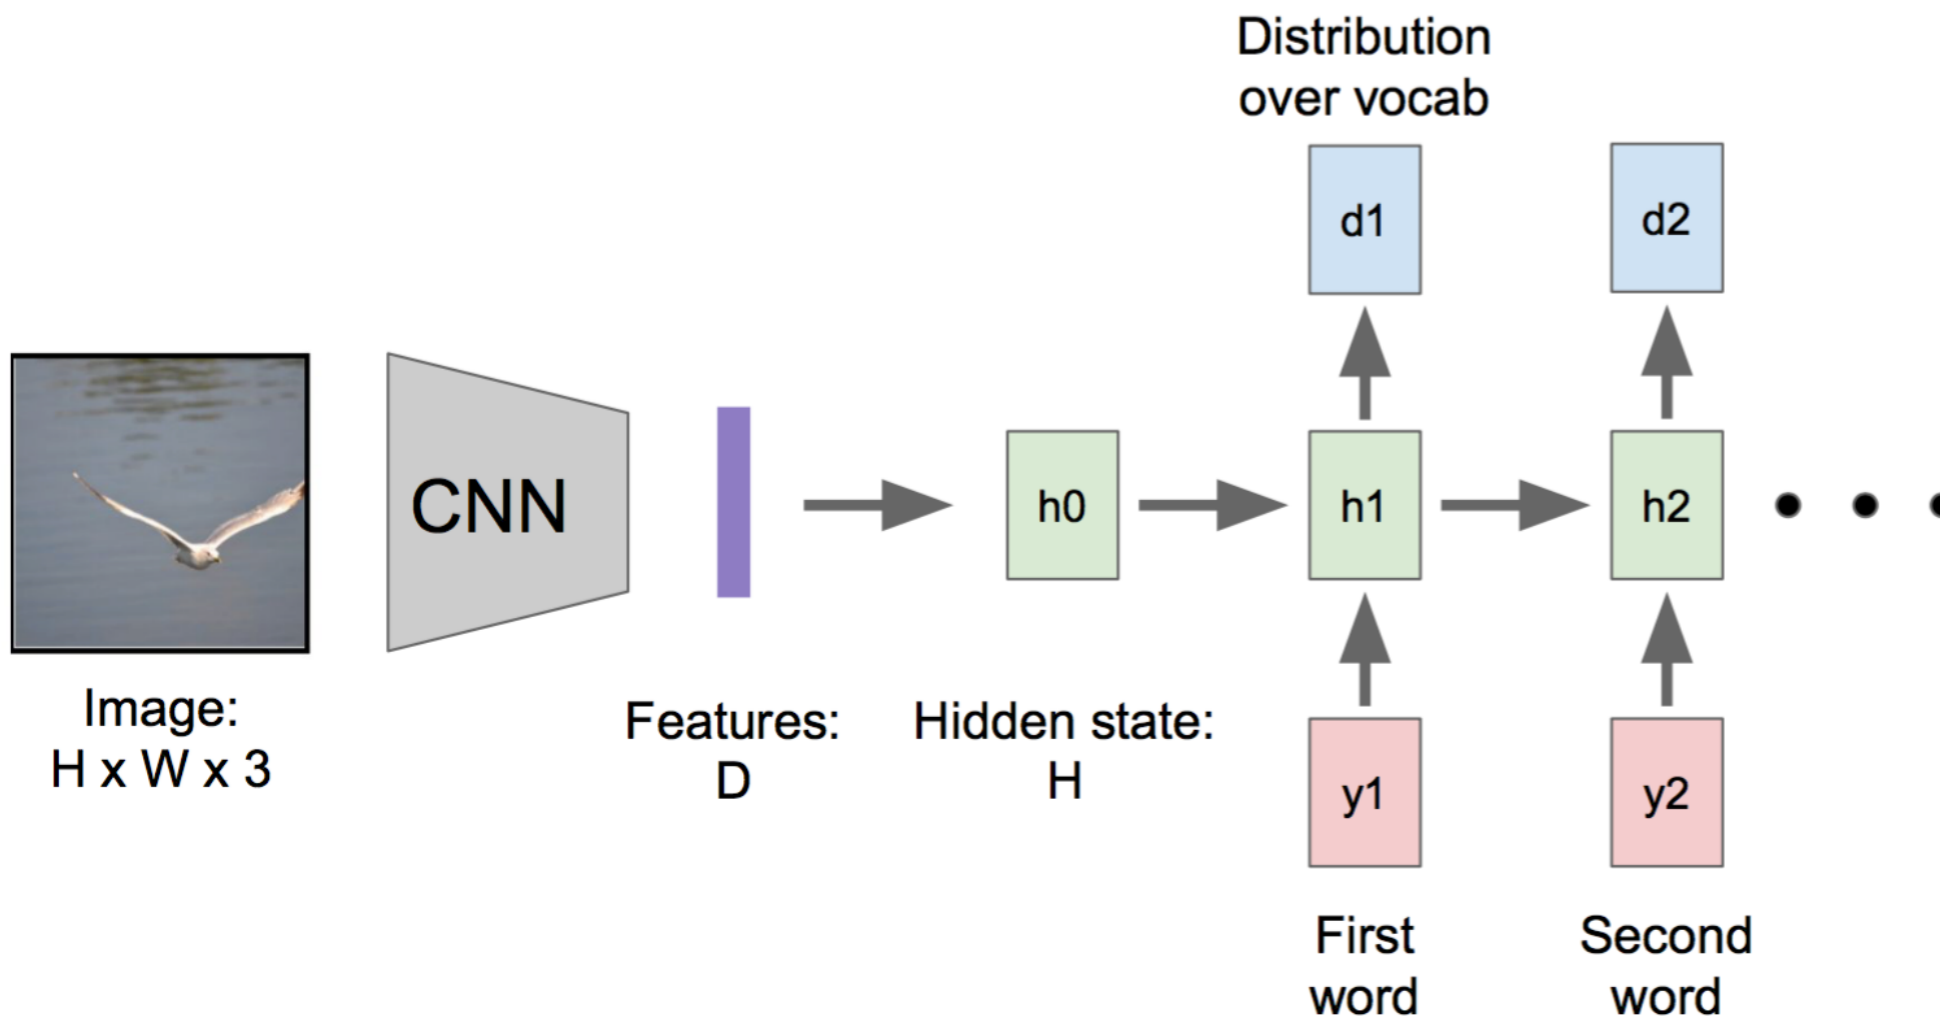 Distribution
over vocab
d1
d2
CNN
h0
h1
h2
Image:
H x W x 3
Features:
D
Hidden state:
H
y1
y2
First
word
Second
word